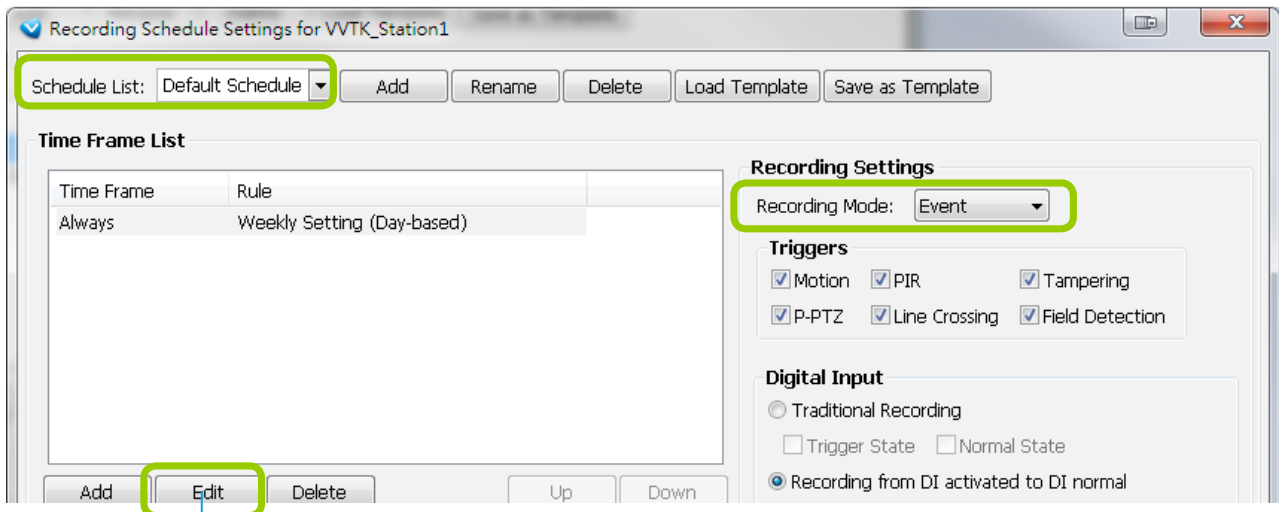 Recording Schedule Settings for VVTK_Station1
Schedule List: Default Schedule Add Rename Delete Load Template Save as Template
Time Frame List
Time Frame Rule
Always Weekly Setting (Day-based)
Add Edit Delete Up Down
Recording Settings
Recording Mode: Event
Triggers
Motion PIR Tampering
P-PTZ Line Crossing Field Detection
Digital Input
Traditional Recording
Trigger State Normal State
Recording from DI activated to DI normal